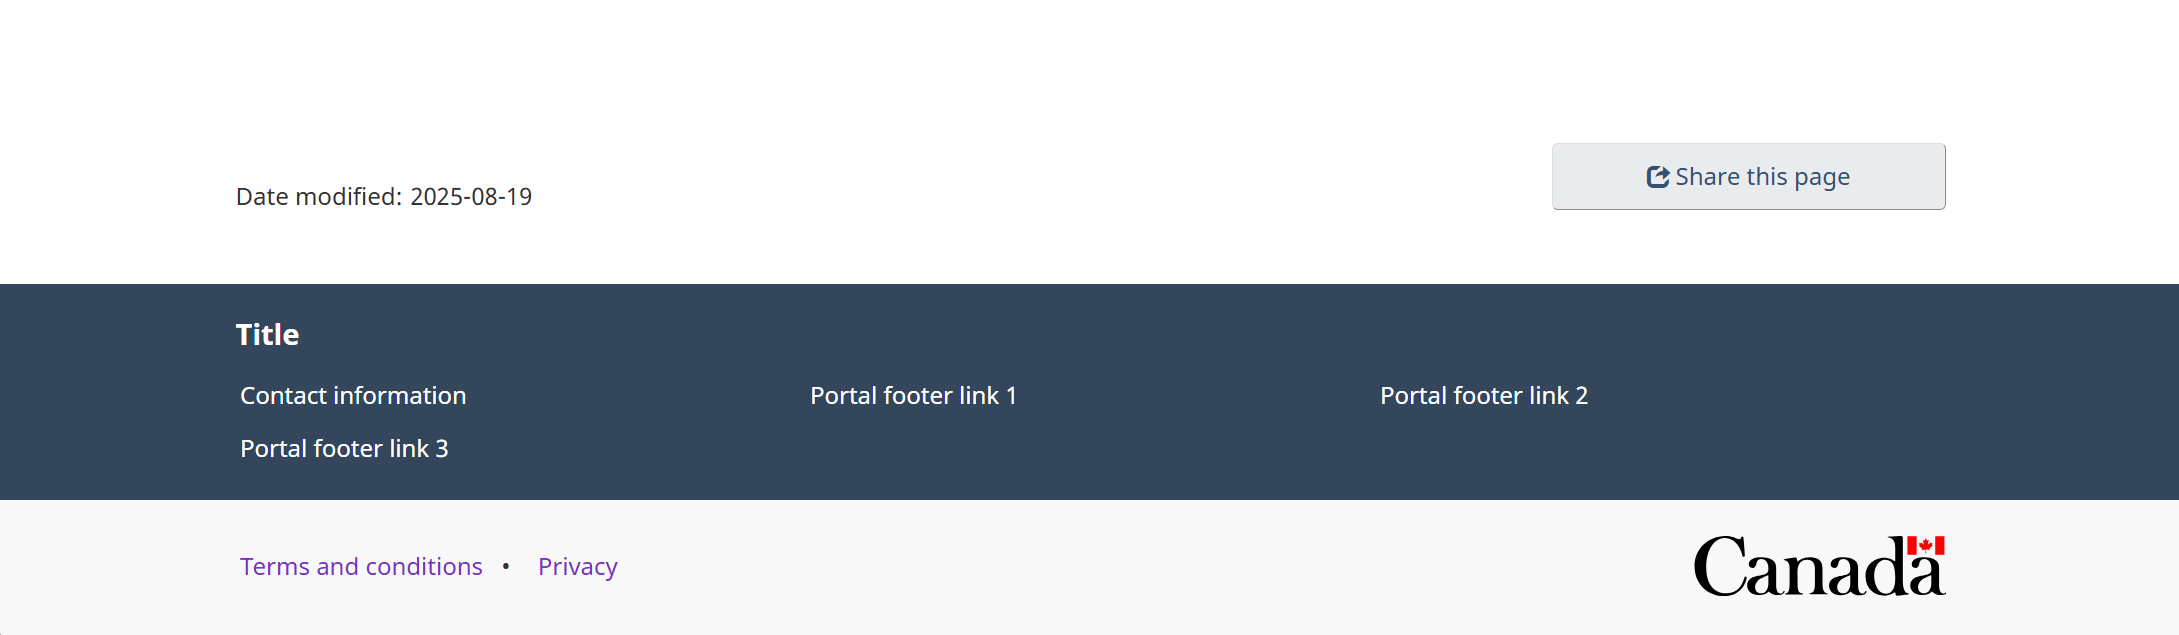 Share this page
Date modified: 2025-08-19
Title
Contact information
Portal footer link 1
Portal footer link 2
Portal footer link 3
Terms and conditions • Privacy
Canada